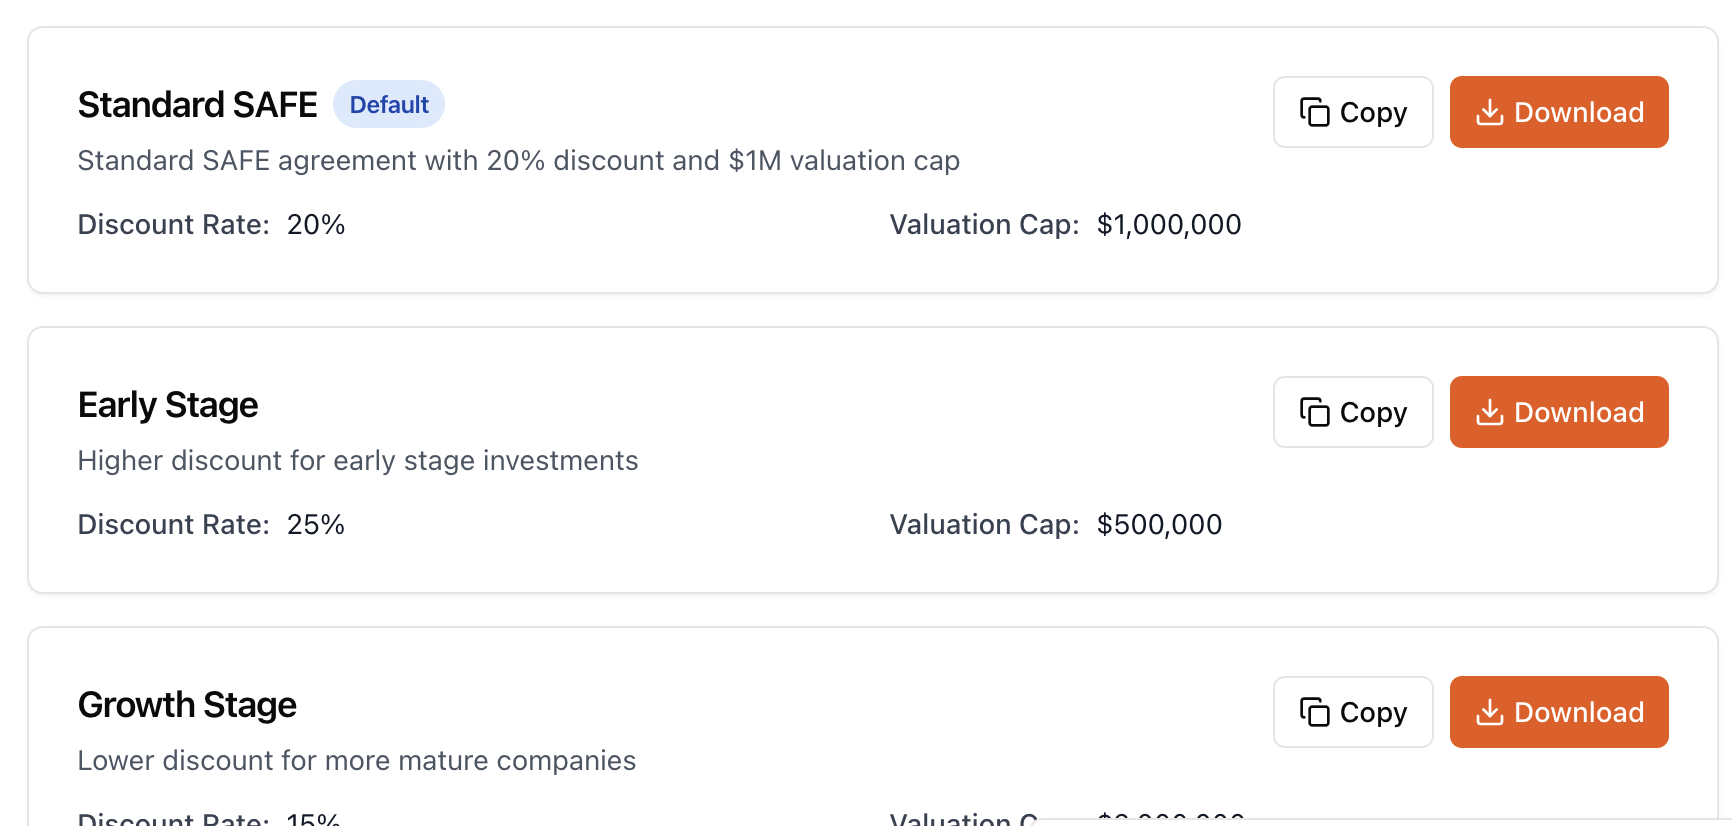 Standard SAFE Default
Copy
Download
Standard SAFE agreement with 20% discount and $1M valuation cap
Discount Rate: 20%
Valuation Cap: $1,000,000
Early Stage
Copy
Download
Higher discount for early stage investments
Discount Rate: 25%
Valuation Cap: $500,000
Growth Stage
Copy
Download
Lower discount for more mature companies
Discount Rate: 15%
Valuation